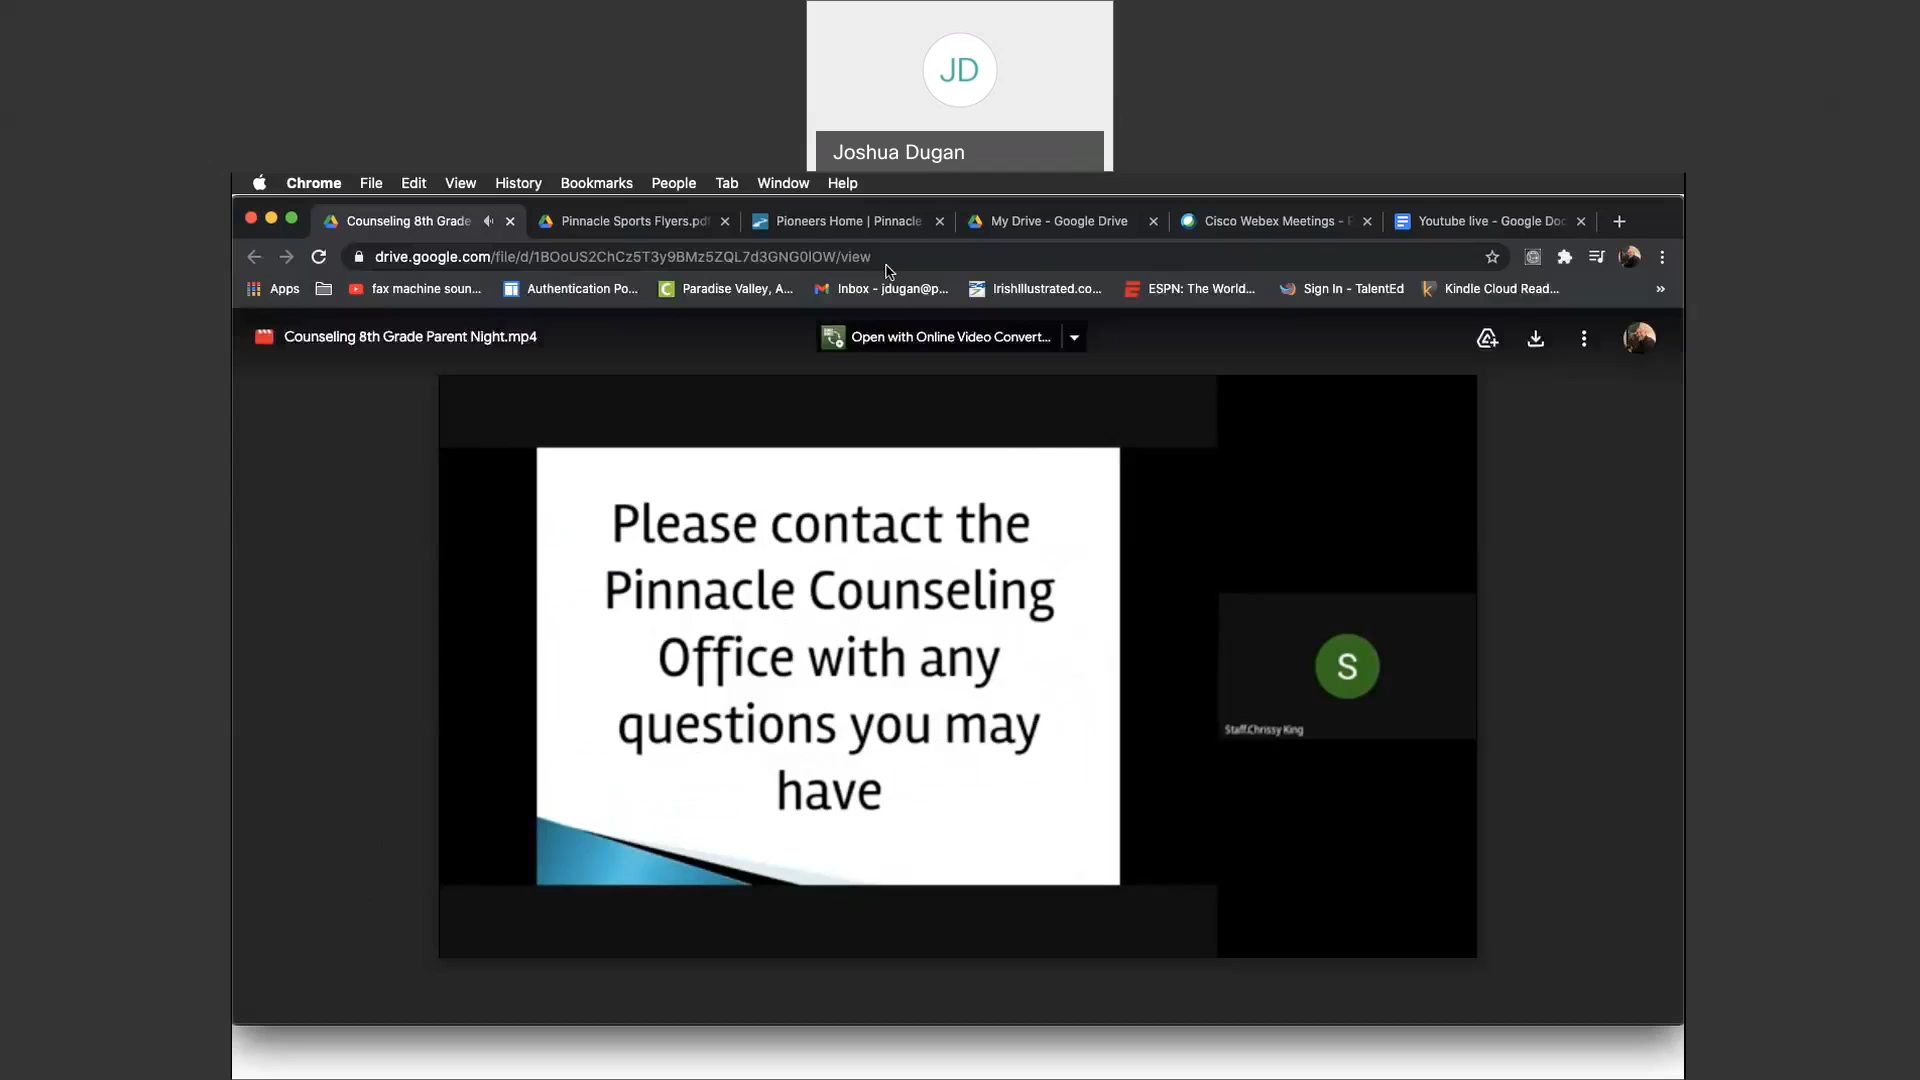 JD
Joshua Dugan
Chrome File Edit View History Bookmarks People Tab Window Help
Counseling 8th Grade
Pinnacle Sports Flyers.pdf
Pioneers Home | Pinnacle
My Drive - Google Drive
Cisco Webex Meetings -
Youtube live - Google Doc
drive.google.com/file/d/1BOoUS2ChCz5T3y9BMz5ZQL7d3GNG0lOW/view
Apps
fax machine soun...
Authentication Po...
Paradise Valley, A...
Inbox - jdugan@p...
IrishIllustrated.co...
ESPN: The World...
Sign In - TalentEd
Kindle Cloud Read...
»
Counseling 8th Grade Parent Night.mp4
Open with Online Video Convert...
Please contact the
Pinnacle Counseling
Office with any
questions you may
have
S
Staff.Chrissy King